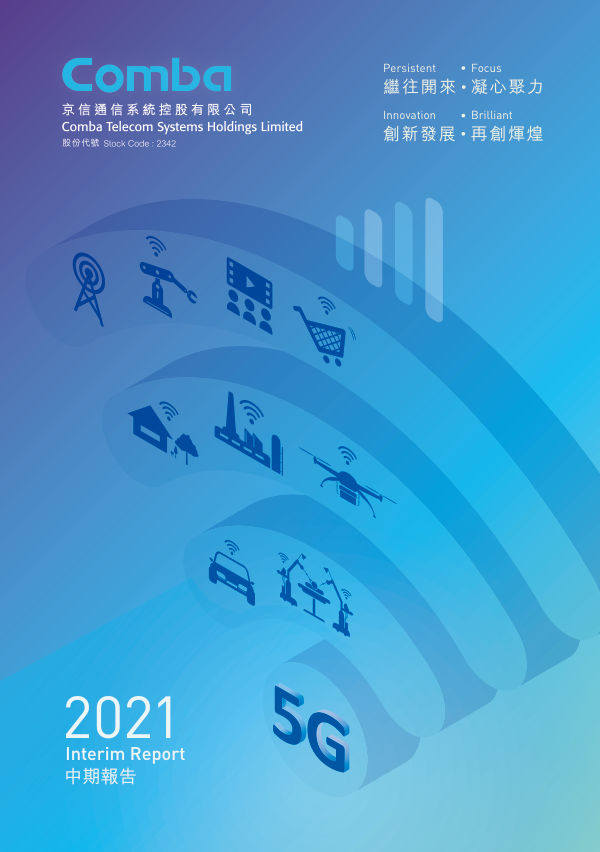 Comba
京信通信系統控股有限公司
Comba Telecom Systems Holdings Limited
股份代號 Stock Code : 2342
Persistent • Focus
繼往開來 • 凝心聚力
Innovation • Brilliant
創新發展 • 再創輝煌
5G
2021
Interim Report
中期報告